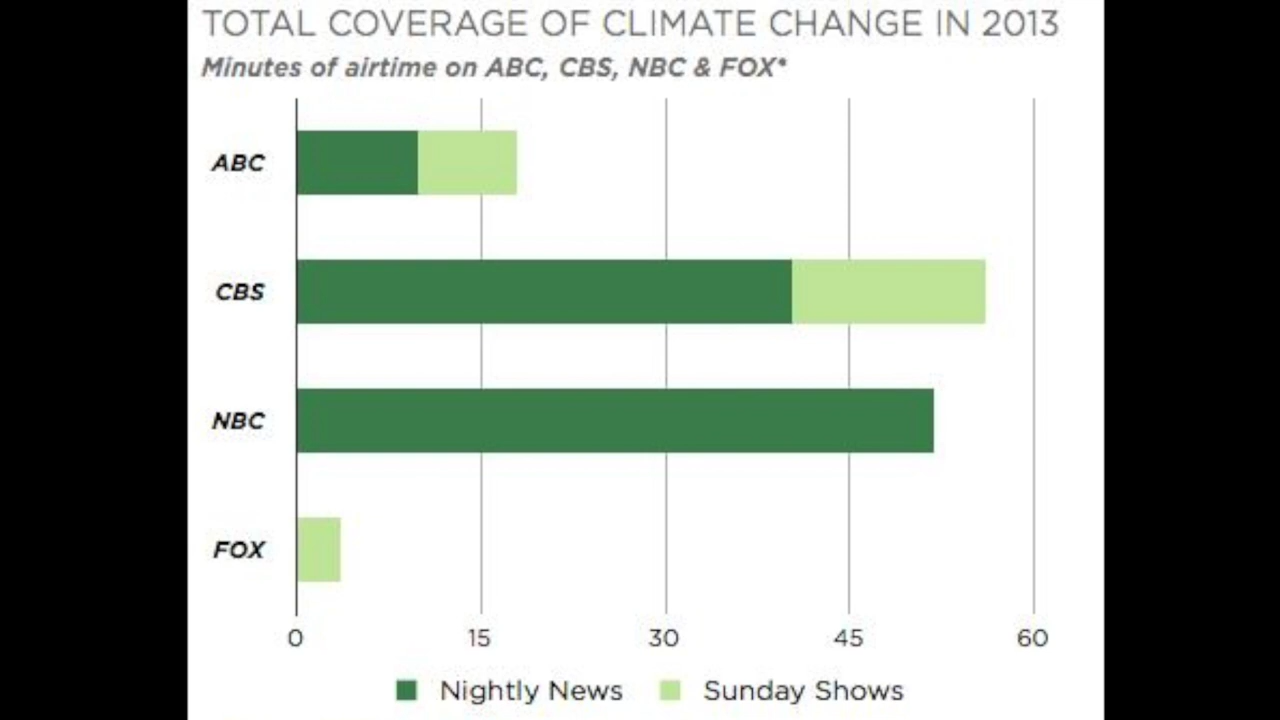 TOTAL COVERAGE OF CLIMATE CHANGE IN 2013
Minutes of airtime on ABC, CBS, NBC & FOX*
ABC
CBS
NBC
FOX
0 15 30 45 60
Nightly News Sunday Shows